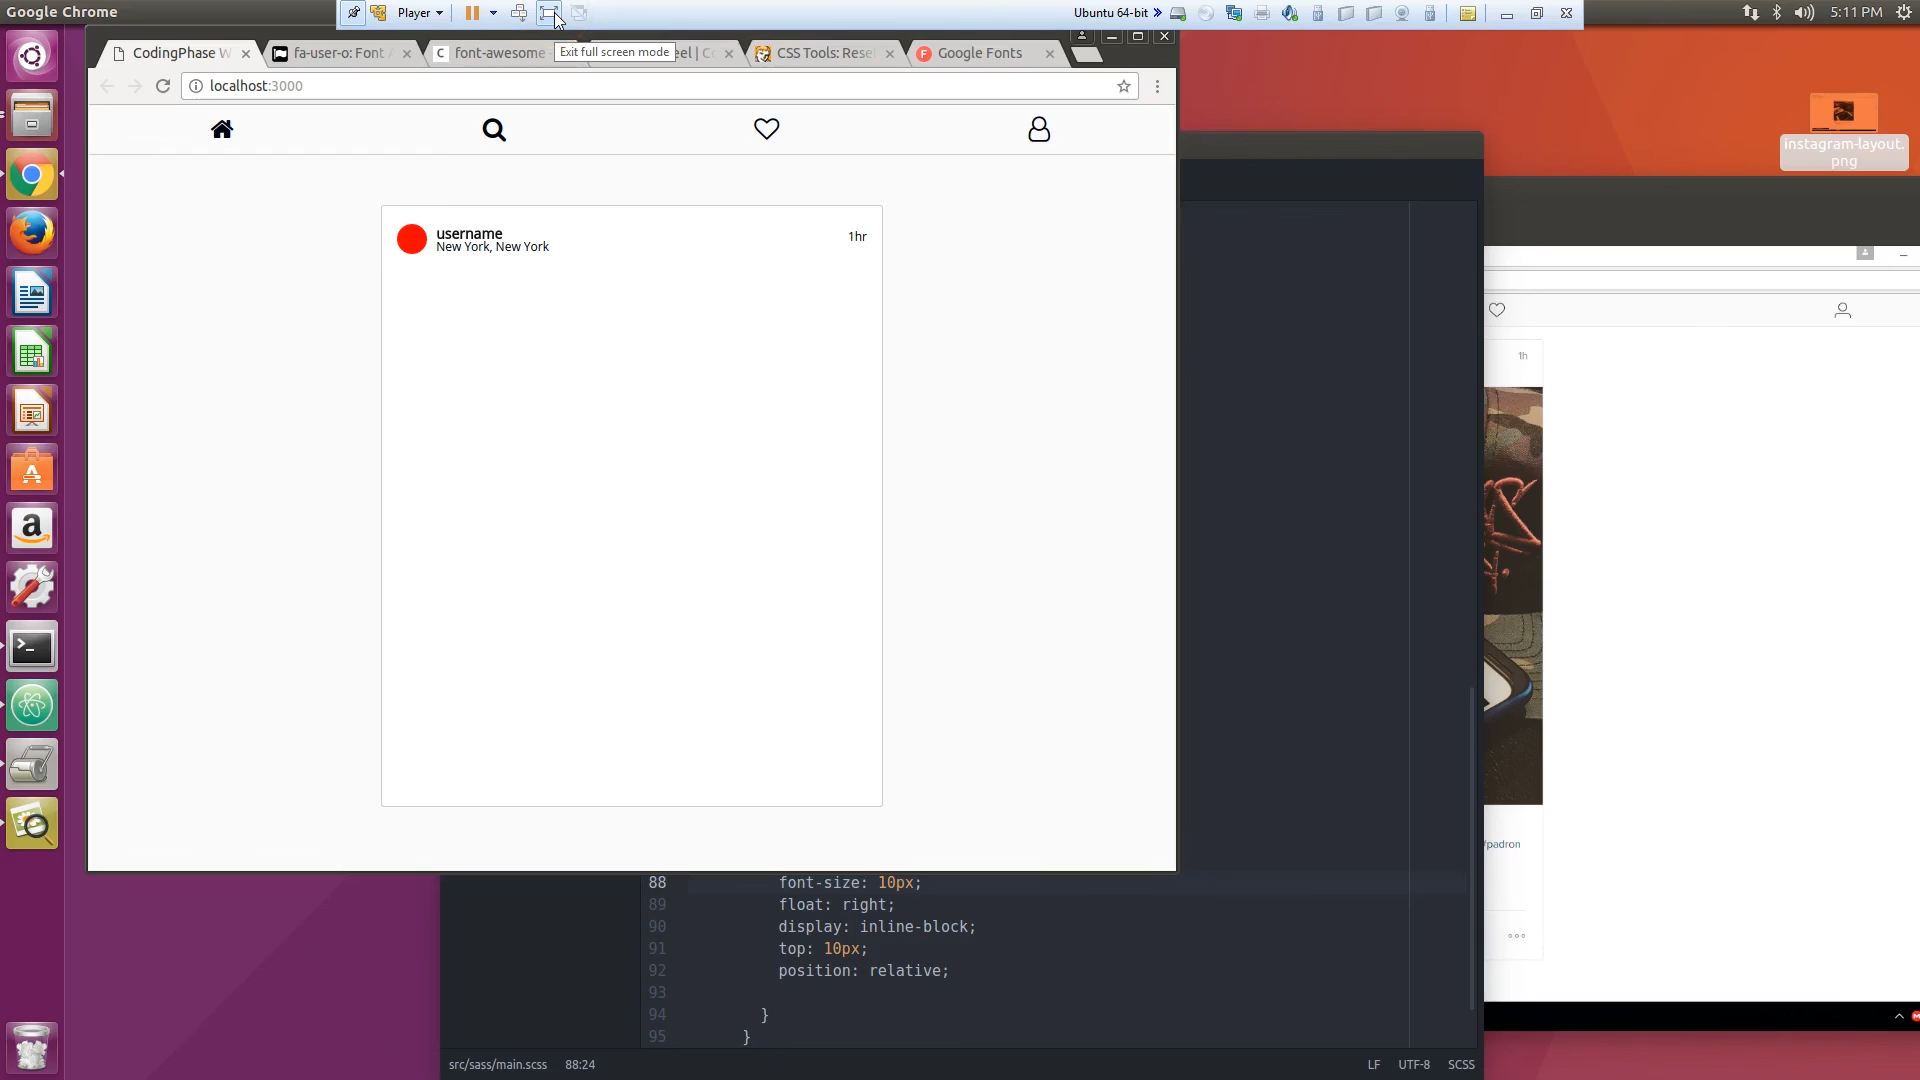 Google Chrome
Player
Ubuntu 64-bit
5:11 PM
Exit full screen mode
CodingPhase W
fa-user-o: Font A
font-awesome
eel | C
CSS Tools: Rese
Google Fonts
localhost:3000
instagram-layout.
png
username
New York, New York
1hr
1h
/padron
88 font-size: 10px;
89 float: right;
90 display: inline-block;
91 top: 10px;
92 position: relative;
93
94 }
95 }
src/sass/main.scss 88:24
LF UTF-8 SCSS